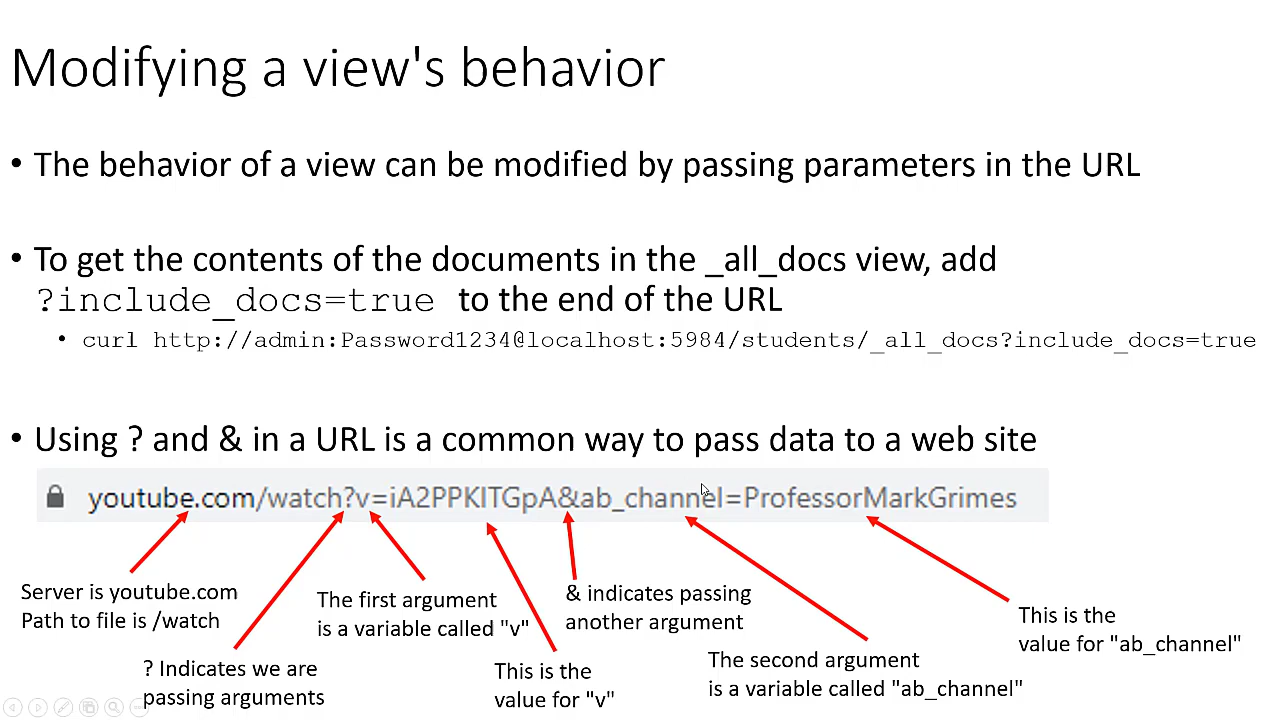 Modifying a view's behavior
• The behavior of a view can be modified by passing parameters in the URL
• To get the contents of the documents in the _all_docs view, add
?include_docs=true to the end of the URL
• curl http://admin:Password1234@localhost:5984/students/_all_docs?include_docs=true
• Using ? and & in a URL is a common way to pass data to a web site
youtube.com/watch?v=iA2PPKITGpA&ab_channel=ProfessorMarkGrimes
Server is youtube.com
Path to file is /watch
? Indicates we are
passing arguments
The first argument
is a variable called "v"
This is the
value for "v"
& indicates passing
another argument
The second argument
is a variable called "ab_channel"
This is the
value for "ab_channel"